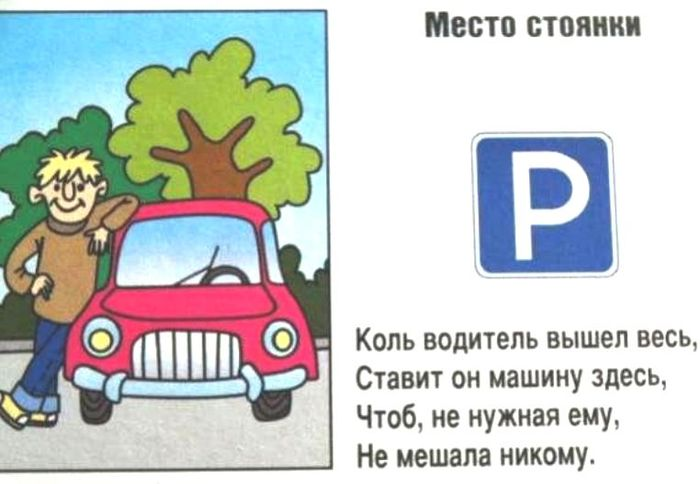 Место стоянки
P
Коль водитель вышел весь,
Ставит он машину здесь,
Чтоб, не нужная ему,
Не мешала никому.